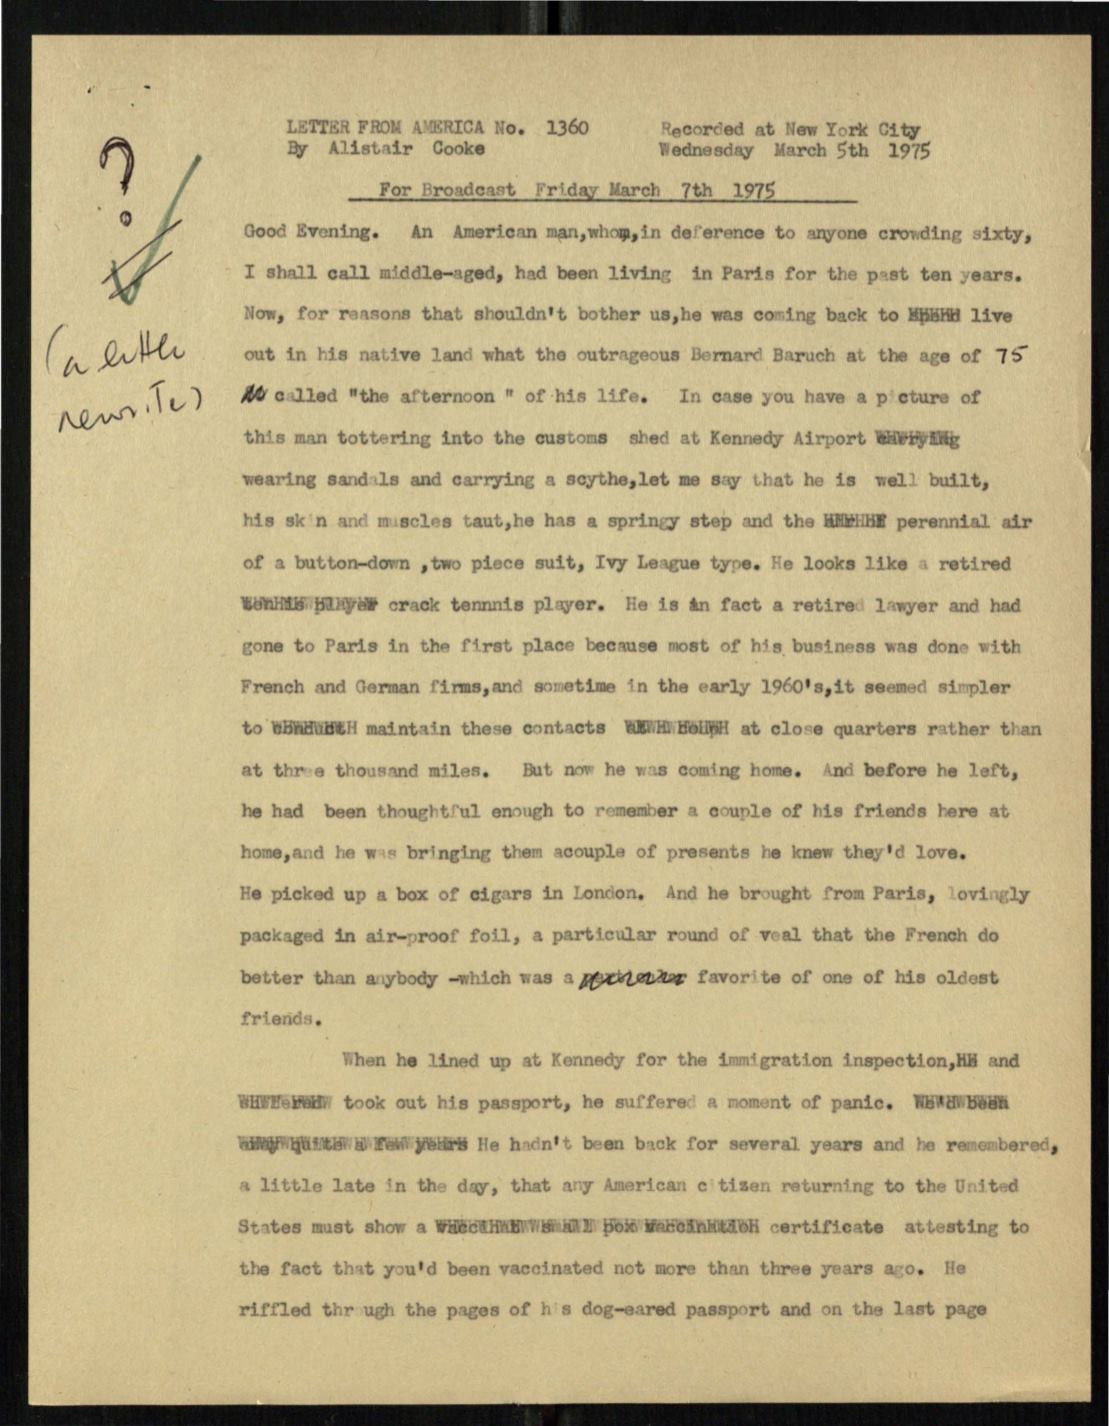 LETTER FROM AMERICA No. 1360 Recorded at New York City
By Alistair Cooke Wednesday March 5th 1975
For Broadcast Friday March 7th 1975
?
(a little
rewrite)
Good Evening. An American man,whom,in deference to anyone crowding sixty,
I shall call middle-aged, had been living in Paris for the past ten years.
Now, for reasons that shouldn't bother us,he was coming back to live
out in his native land what the outrageous Bernard Baruch at the age of 75
called "the afternoon " of his life. In case you have a picture of
this man tottering into the customs shed at Kennedy Airport carrying
wearing sandals and carrying a scythe,let me say that he is well built,
his skin and muscles taut,he has a springy step and the perennial air
of a button-down ,two piece suit, Ivy League type. He looks like a retired
tennis player crack tennnis player. He is in fact a retired lawyer and had
gone to Paris in the first place because most of his business was done with
French and German firms,and sometime in the early 1960's,it seemed simpler
to maintain these contacts at close quarters rather than
at three thousand miles. But now he was coming home. And before he left,
he had been thoughtful enough to remember a couple of his friends here at
home,and he was bringing them acouple of presents he knew they'd love.
He picked up a box of cigars in London. And he brought from Paris, lovingly
packaged in air-proof foil, a particular round of veal that the French do
better than anybody -which was a favorite of one of his oldest
friends.
When he lined up at Kennedy for the immigration inspection, and
took out his passport, he suffered a moment of panic. He'd been
away quite a few years He hadn't been back for several years and he remembered,
a little late in the day, that any American citizen returning to the United
States must show a small pox vaccination certificate attesting to
the fact that you'd been vaccinated not more than three years ago. He
riffled through the pages of his dog-eared passport and on the last page